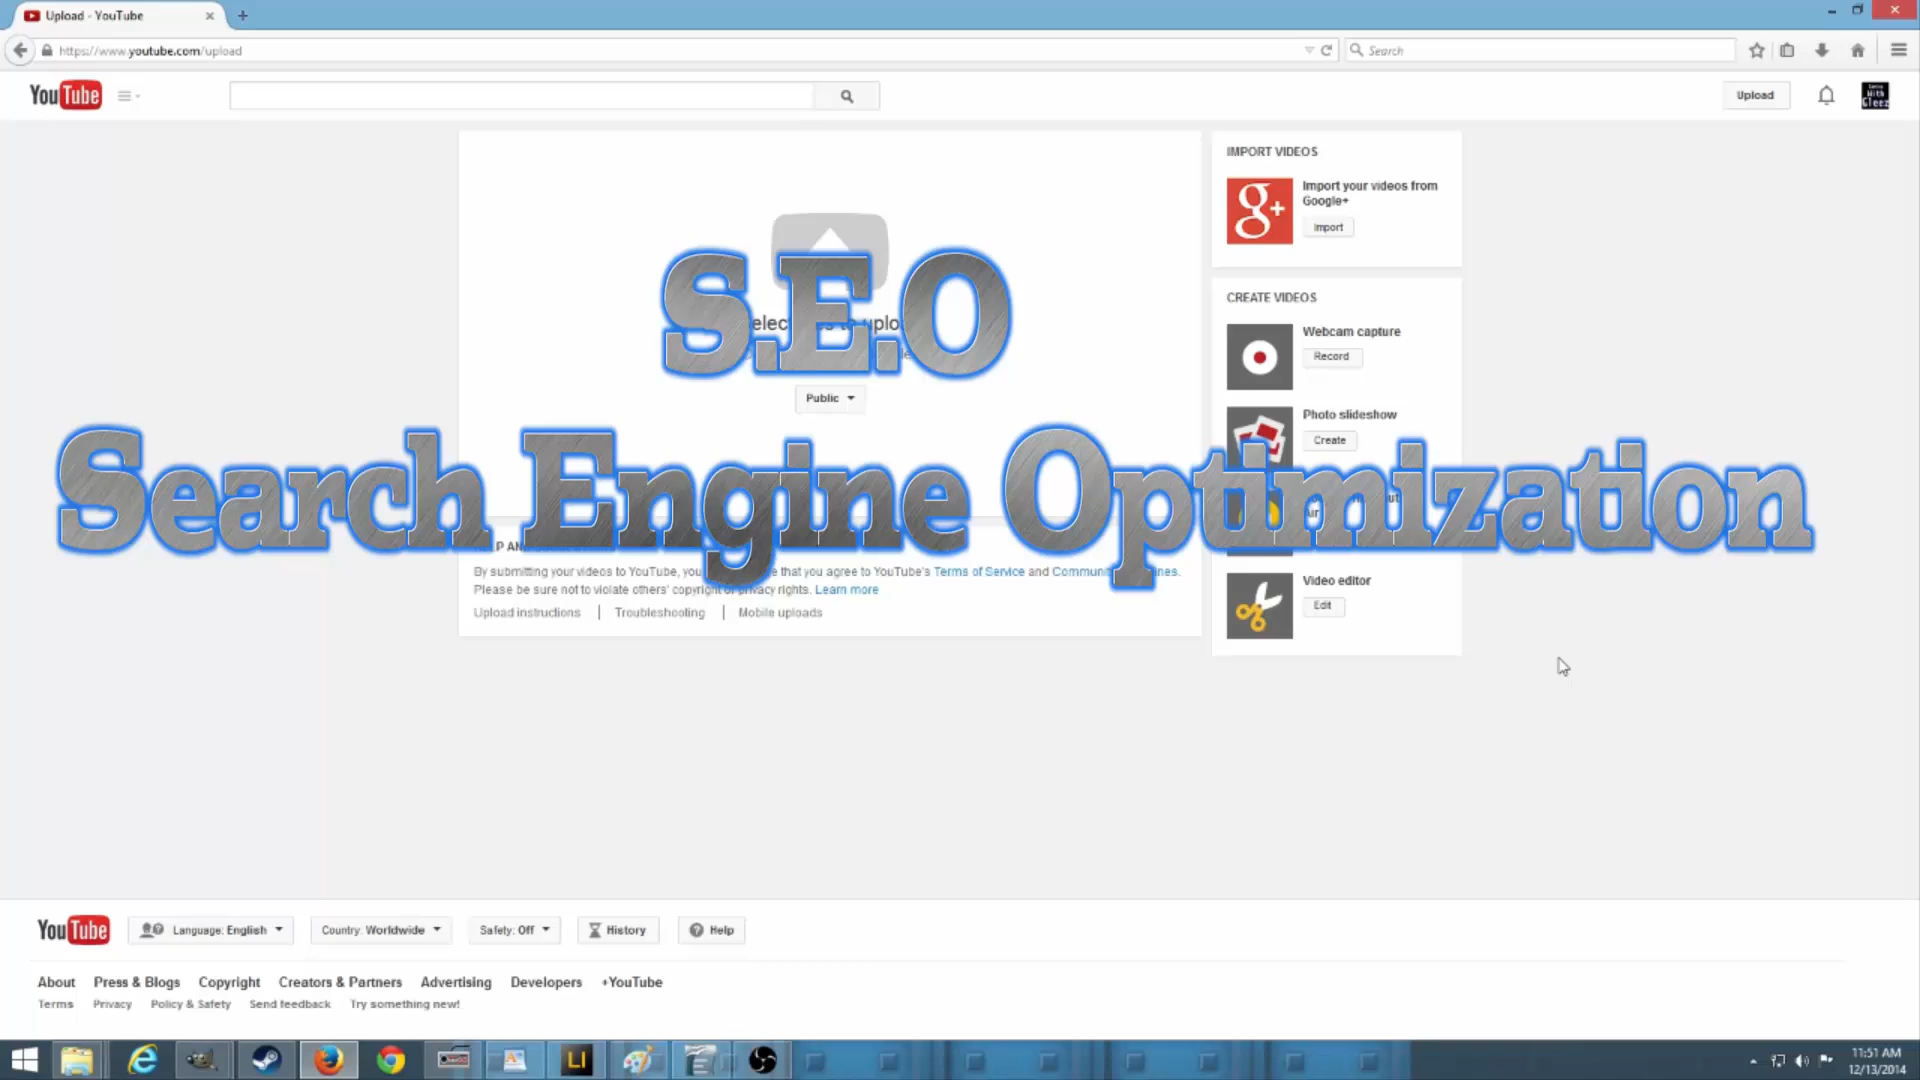 Upload - YouTube
https://www.youtube.com/upload
Search
YouTube
Upload
With
Gleez
IMPORT VIDEOS
Import your videos from
Google+
Import
S.E.O
Public
CREATE VIDEOS
Webcam capture
Record
Photo slideshow
Create
Search Engine Optimization
Air
Video editor
Edit
By submitting your videos to YouTube, you that you agree to YouTube's Terms of Service and
Please be sure not to violate others' copyright or privacy rights. Learn more
Upload instructions | Troubleshooting | Mobile uploads
YouTube
Language: English
Country: Worldwide
Safety: Off
History
Help
About Press & Blogs Copyright Creators & Partners Advertising Developers +YouTube
Terms Privacy Policy & Safety Send feedback Try something new!
11:51 AM
12/13/2014